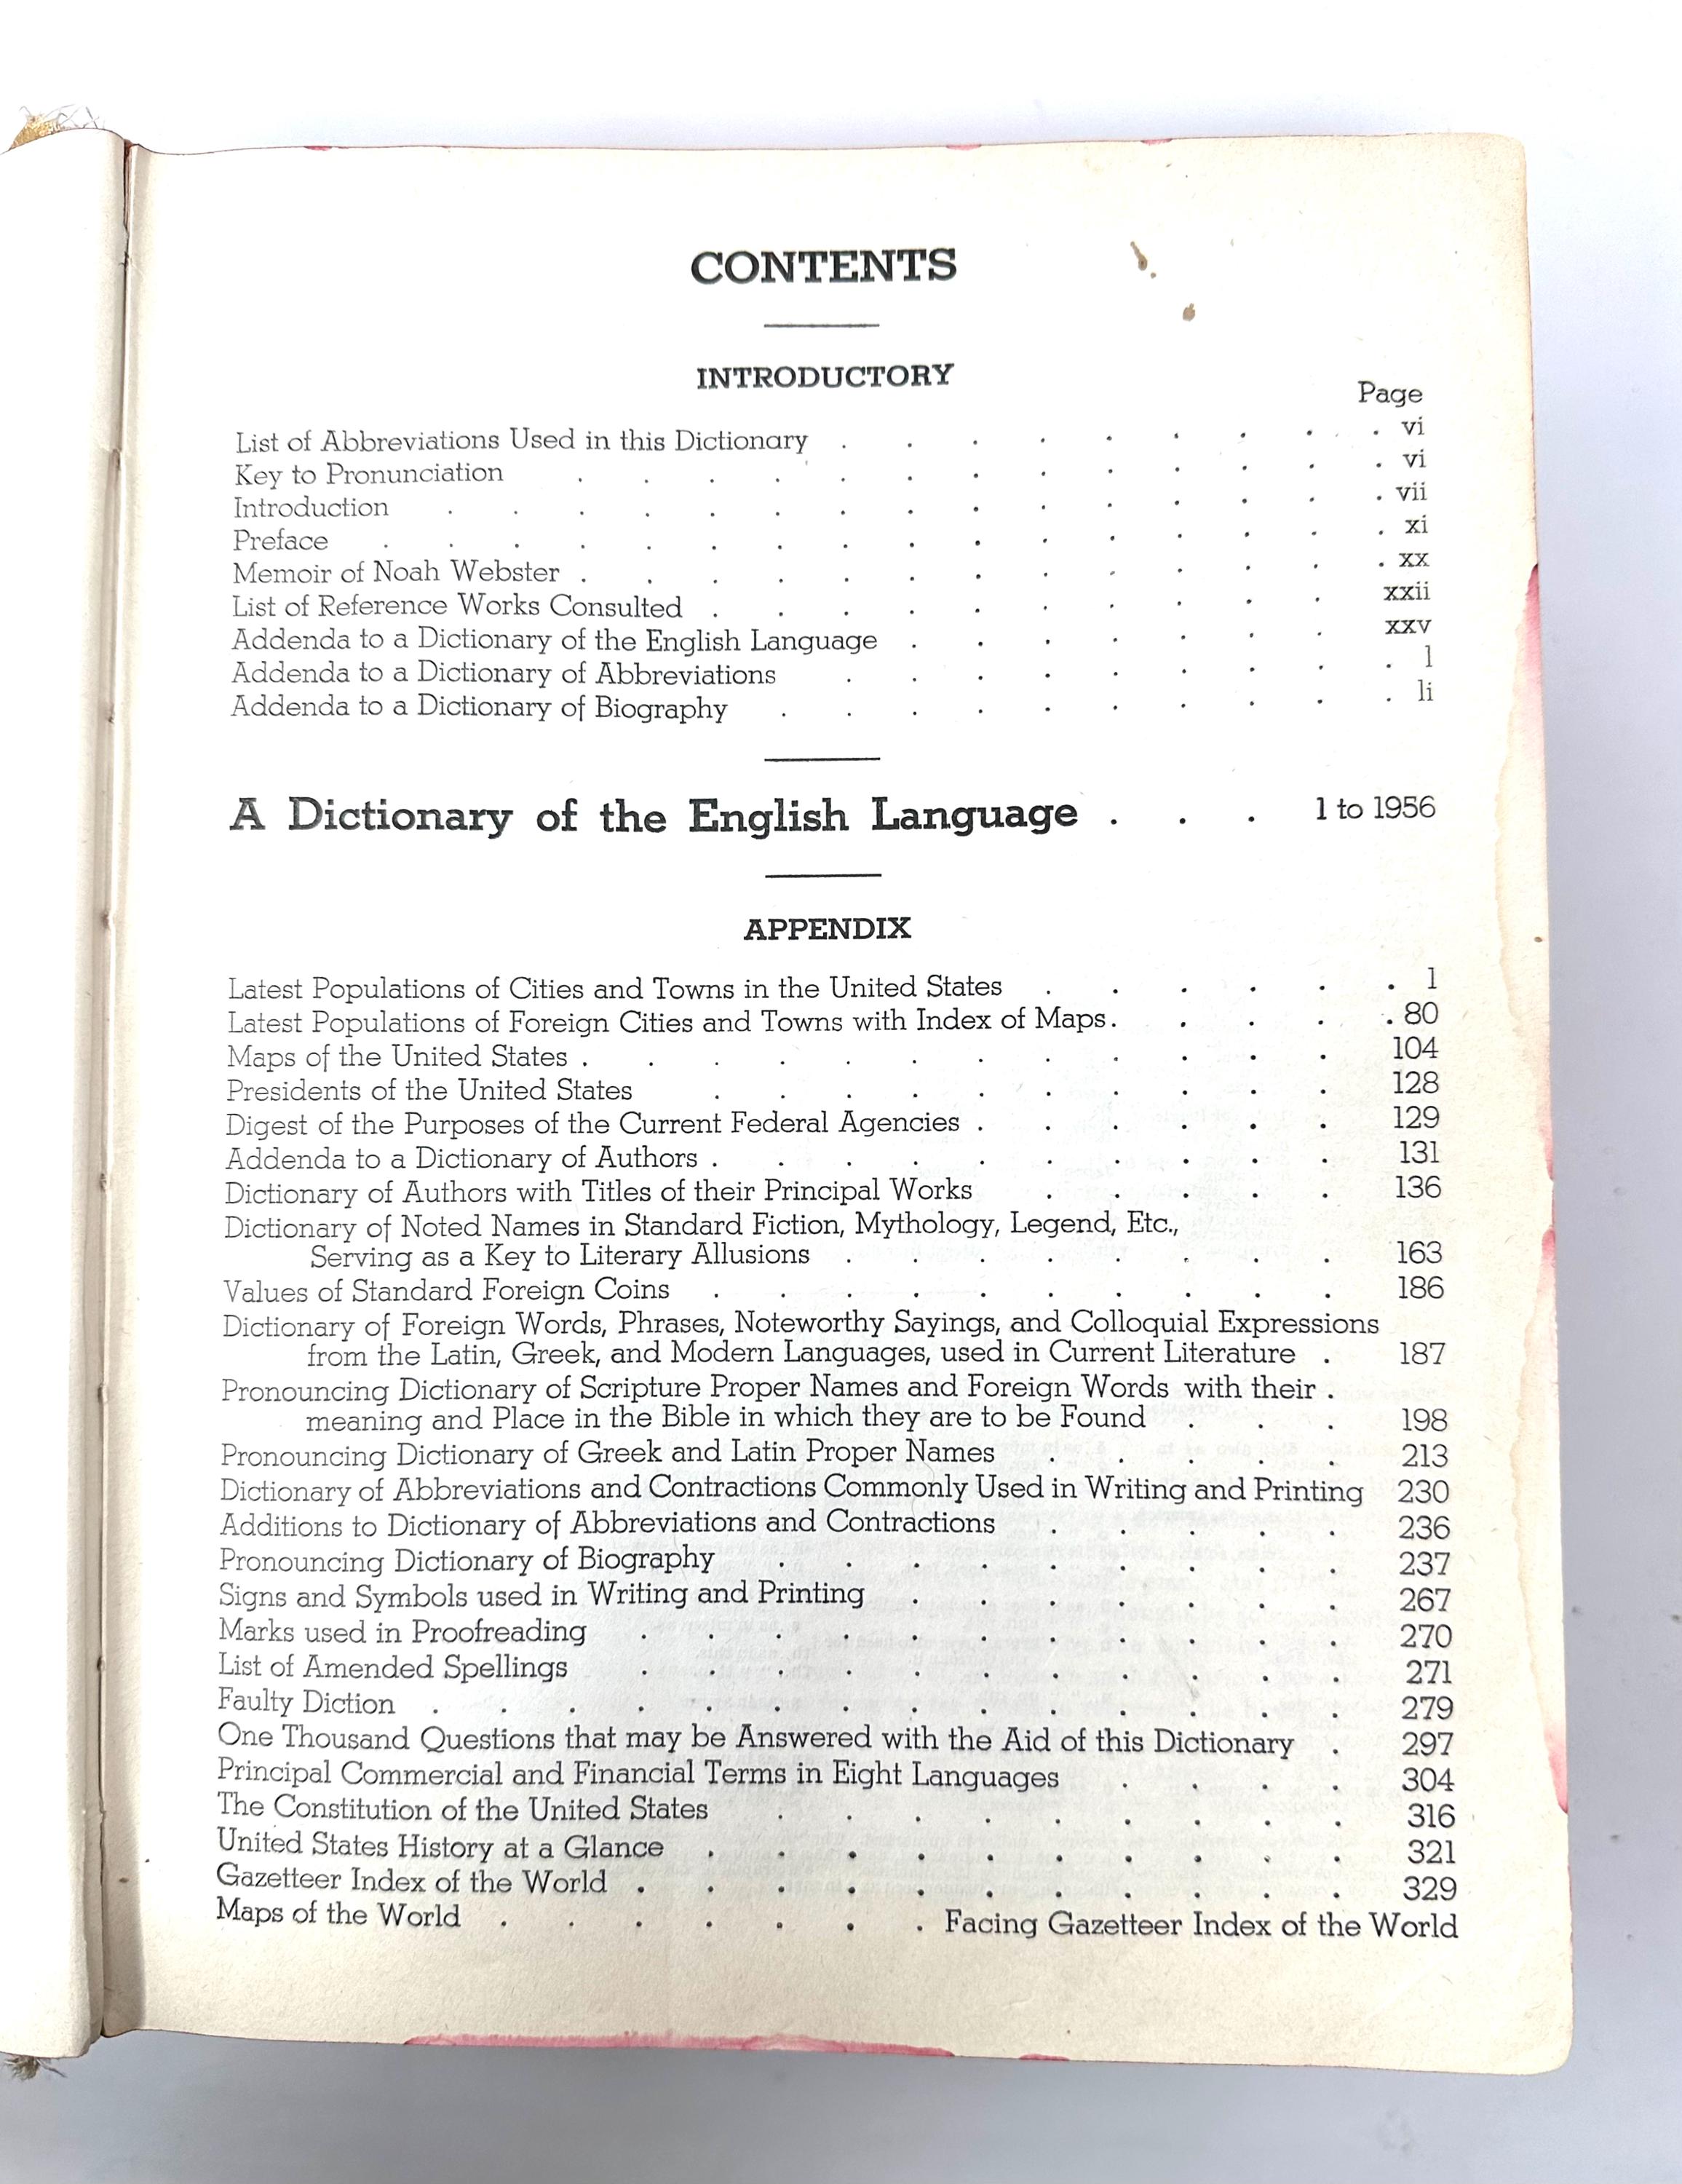 CONTENTS
INTRODUCTORY
Page
List of Abbreviations Used in this Dictionary . . . . . . . . . vi
Key to Pronunciation . . . . . . . . . . . . . vi
Introduction . . . . . . . . . . . . . . . vii
Preface . . . . . . . . . . . . . . . . xi
Memoir of Noah Webster . . . . . . . . . . . . . xx
List of Reference Works Consulted . . . . . . . . . . xxii
Addenda to a Dictionary of the English Language . . . . . . . xxv
Addenda to a Dictionary of Abbreviations . . . . . . . . . l
Addenda to a Dictionary of Biography . . . . . . . . . . li
A Dictionary of the English Language . . . 1 to 1956
APPENDIX
Latest Populations of Cities and Towns in the United States . . . . . . 1
Latest Populations of Foreign Cities and Towns with Index of Maps . . . . . 80
Maps of the United States . . . . . . . . . . . . 104
Presidents of the United States . . . . . . . . . . 128
Digest of the Purposes of the Current Federal Agencies . . . . . . 129
Addenda to a Dictionary of Authors . . . . . . . . . . 131
Dictionary of Authors with Titles of their Principal Works . . . . . 136
Dictionary of Noted Names in Standard Fiction, Mythology, Legend, Etc.,
Serving as a Key to Literary Allusions . . . . . . . . 163
Values of Standard Foreign Coins . . . . . . . . . . 186
Dictionary of Foreign Words, Phrases, Noteworthy Sayings, and Colloquial Expressions
from the Latin, Greek, and Modern Languages, used in Current Literature . 187
Pronouncing Dictionary of Scripture Proper Names and Foreign Words with their .
meaning and Place in the Bible in which they are to be Found . . . 198
Pronouncing Dictionary of Greek and Latin Proper Names . . . . . 213
Dictionary of Abbreviations and Contractions Commonly Used in Writing and Printing 230
Additions to Dictionary of Abbreviations and Contractions . . . . . 236
Pronouncing Dictionary of Biography . . . . . . . . . 237
Signs and Symbols used in Writing and Printing . . . . . . . 267
Marks used in Proofreading . . . . . . . . . . . 270
List of Amended Spellings . . . . . . . . . . . 271
Faulty Diction . . . . . . . . . . . . . . 279
One Thousand Questions that may be Answered with the Aid of this Dictionary . 297
Principal Commercial and Financial Terms in Eight Languages . . . . 304
The Constitution of the United States . . . . . . . . . 316
United States History at a Glance . . . . . . . . . . 321
Gazetteer Index of the World . . . . . . . . . . . 329
Maps of the World . . . . . . . Facing Gazetteer Index of the World